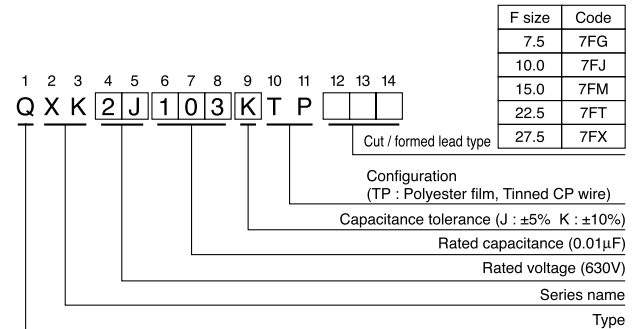 F size Code
7.5 7FG
10.0 7FJ
15.0 7FM
22.5 7FT
27.5 7FX
1 2 3 4 5 6 7 8 9 10 11 12 13 14
Q X K 2 J 1 0 3 K T P
Cut / formed lead type
Configuration
(TP : Polyester film, Tinned CP wire)
Capacitance tolerance (J : ±5% K : ±10%)
Rated capacitance (0.01µF)
Rated voltage (630V)
Series name
Type